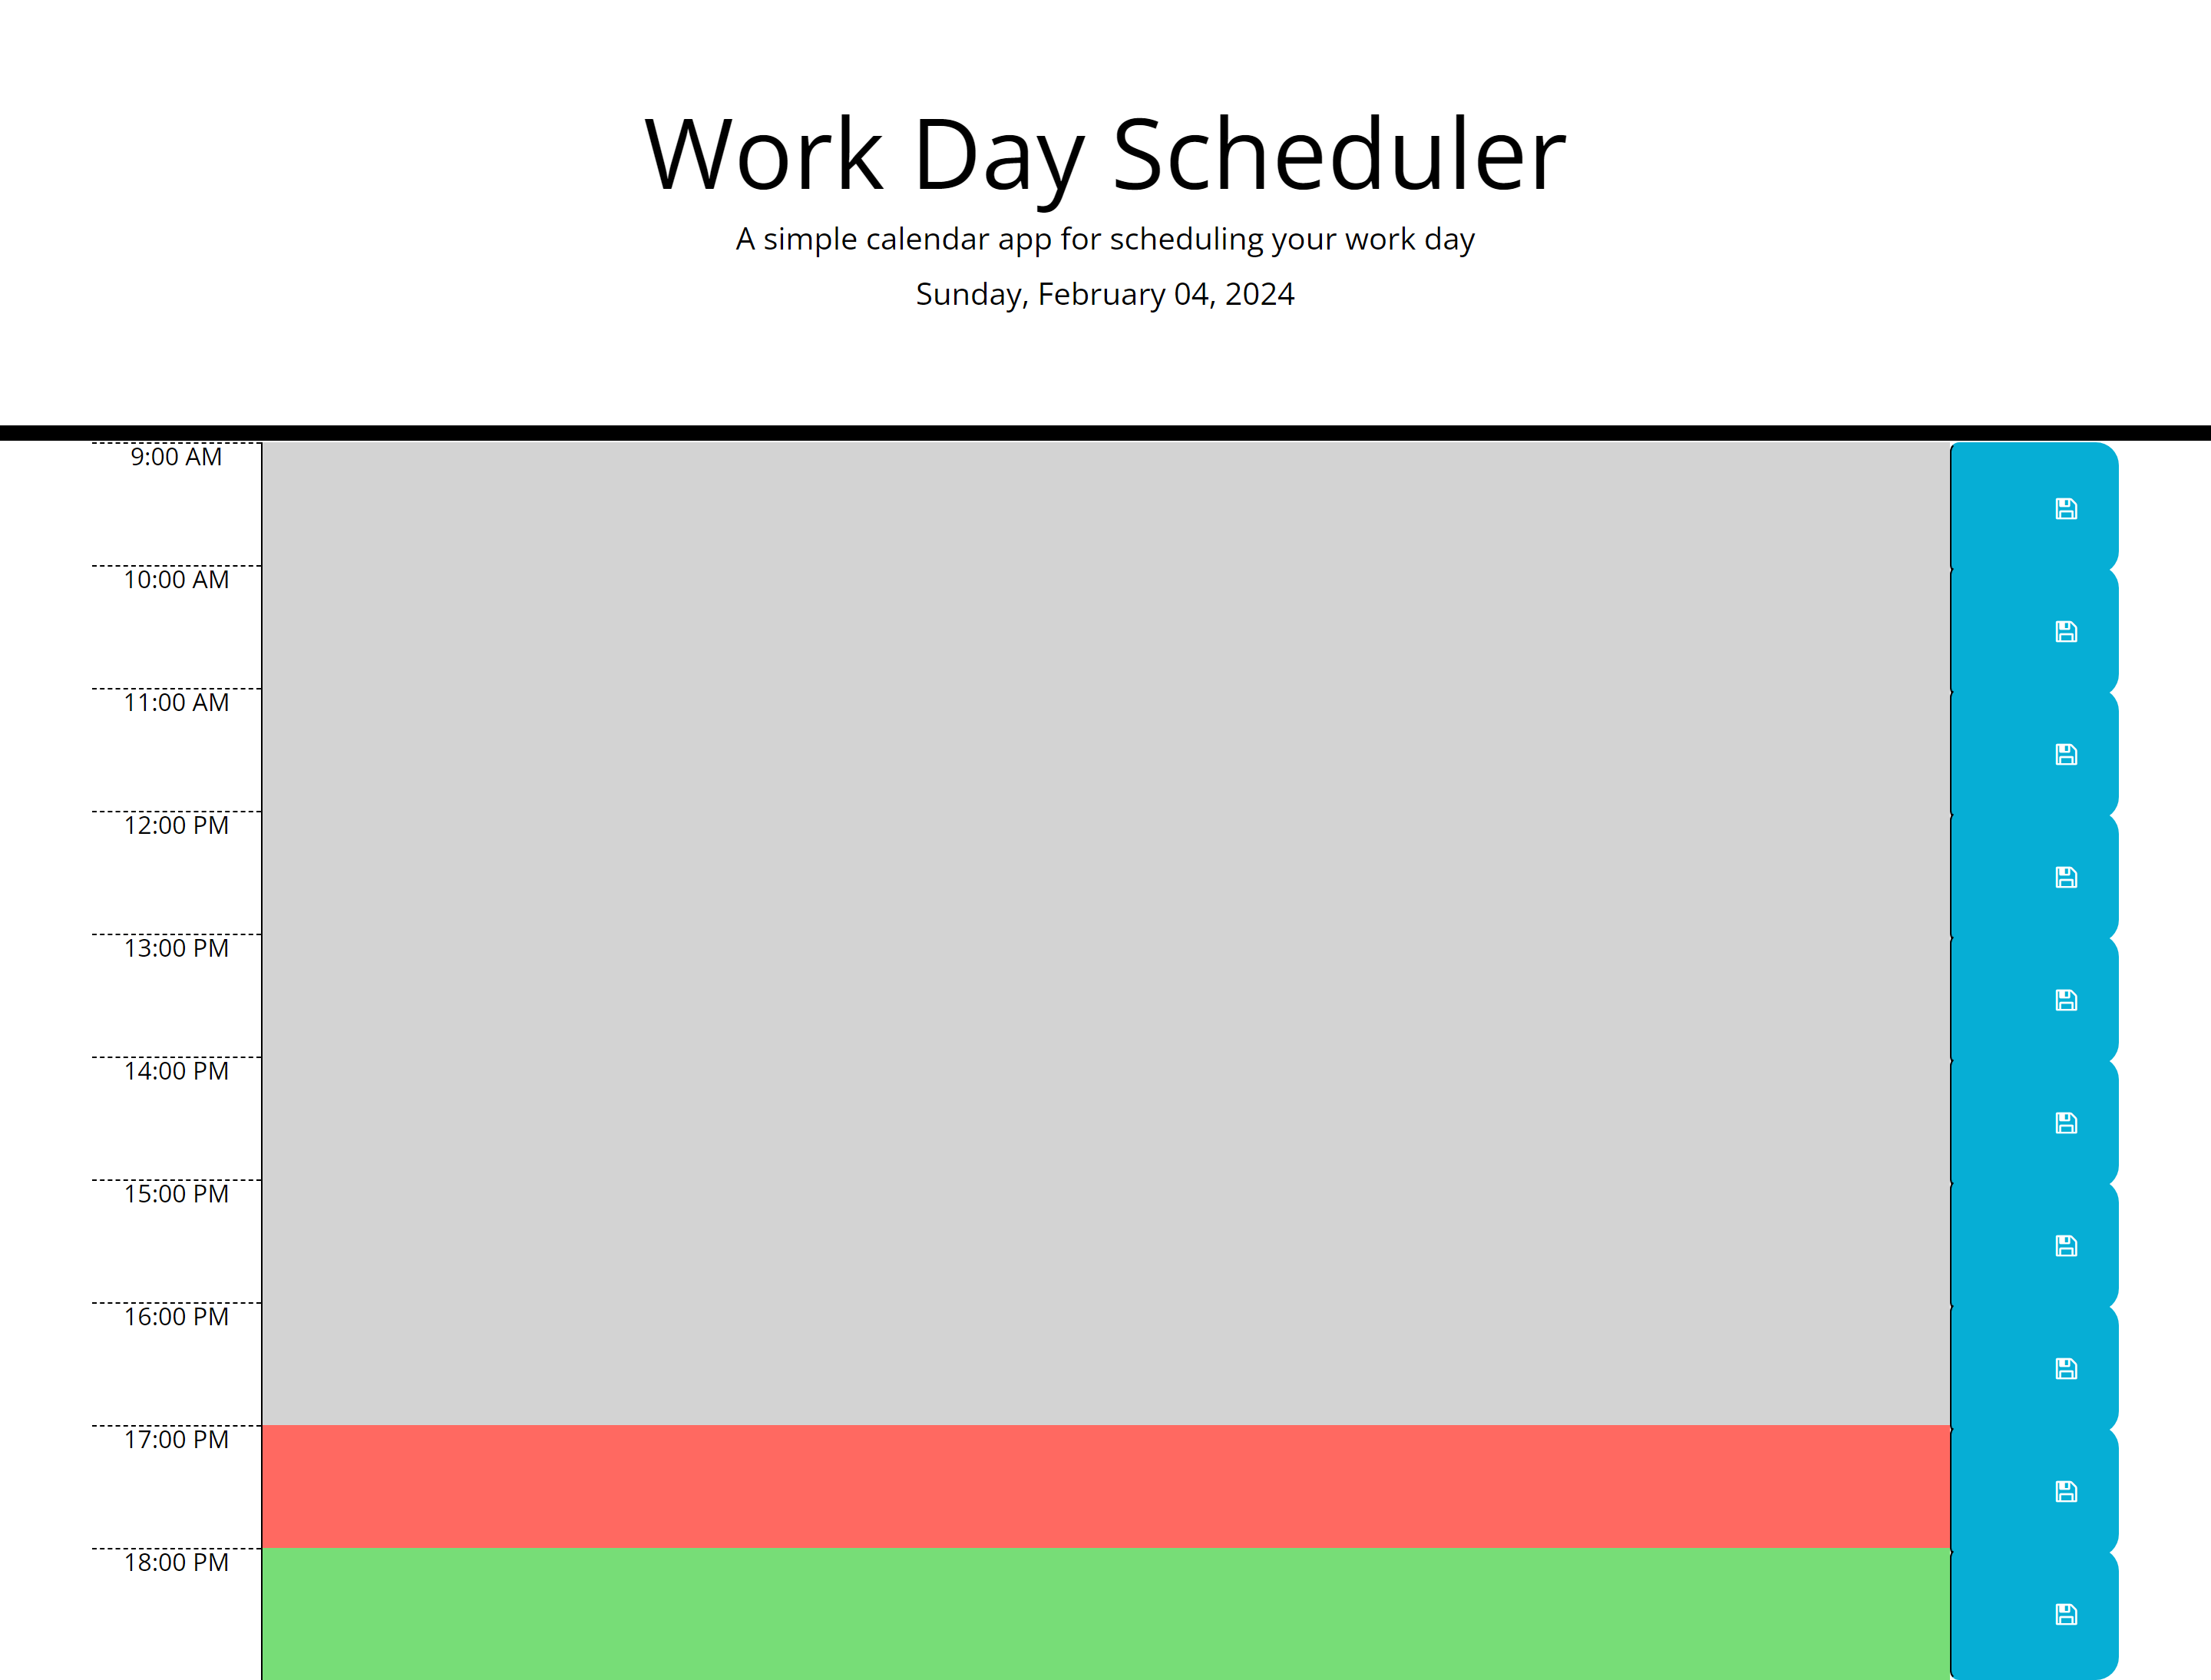 Work Day Scheduler
A simple calendar app for scheduling your work day
Sunday, February 04, 2024
9:00 AM
10:00 AM
11:00 AM
12:00 PM
13:00 PM
14:00 PM
15:00 PM
16:00 PM
17:00 PM
18:00 PM